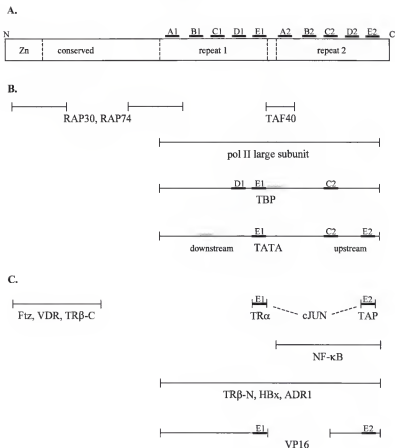 A.
N A1 B1 C1 D1 E1 A2 B2 C2 D2 E2 C
Zn conserved repeat 1 repeat 2
B.
RAP30, RAP74 TAF40
pol II large subunit
D1 E1 C2
TBP
E1 C2 E2
downstream TATA upstream
C.
E1 E2
Ftz, VDR, TRβ-C TRα cJUN TAP
NF-κB
TRβ-N, HBx, ADR1
E1 E2
VP16